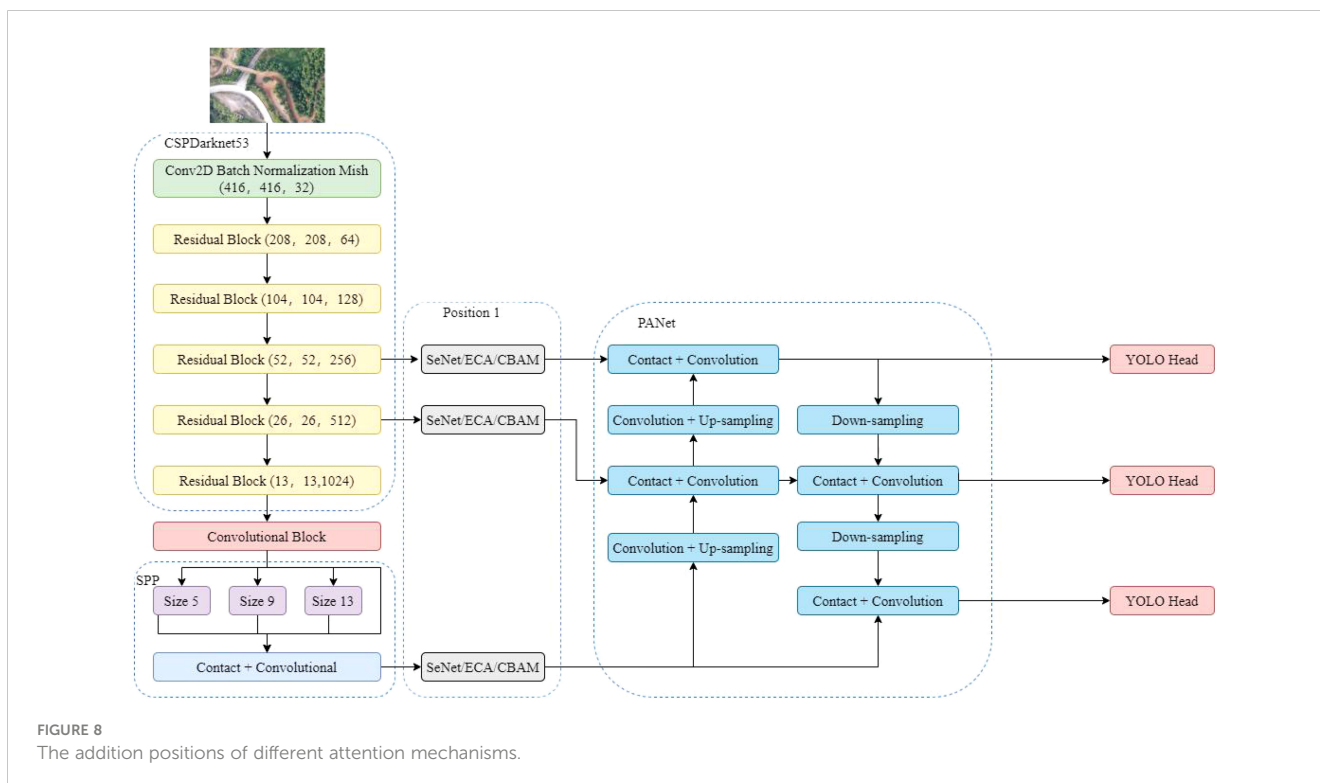 CSPDarknet53
Conv2D Batch Normalization Mish
(416，416，32)
Residual Block (208，208，64)
Residual Block (104，104，128)
Residual Block (52，52，256)
Residual Block (26，26，512)
Residual Block (13，13,1024)
Convolutional Block
SPP
Size 5
Size 9
Size 13
Contact + Convolutional
Position 1
SeNet/ECA/CBAM
SeNet/ECA/CBAM
SeNet/ECA/CBAM
PANet
Contact + Convolution
Convolution + Up-sampling
Down-sampling
Contact + Convolution
Contact + Convolution
Convolution + Up-sampling
Down-sampling
Contact + Convolution
YOLO Head
YOLO Head
YOLO Head
FIGURE 8
The addition positions of different attention mechanisms.